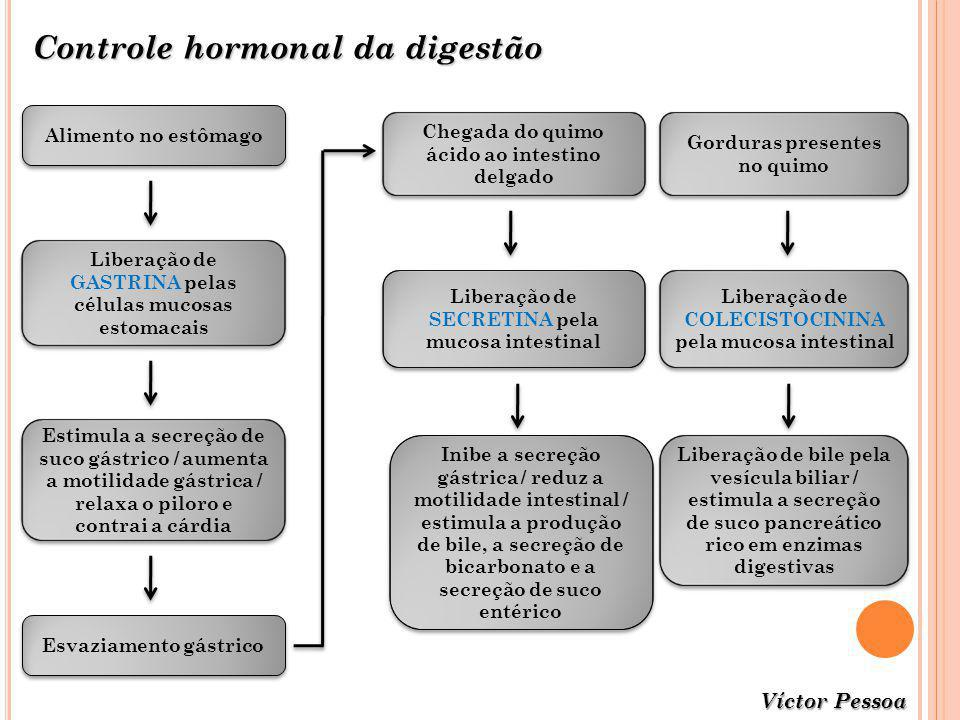 Controle hormonal da digestão
Alimento no estômago
Liberação de
GASTRINA pelas
células mucosas
estomacais
Estimula a secreção de
suco gástrico / aumenta
a motilidade gástrica /
relaxa o piloro e
contrai a cárdia
Esvaziamento gástrico
Chegada do quimo
ácido ao intestino
delgado
Liberação de
SECRETINA pela
mucosa intestinal
Inibe a secreção
gástrica / reduz a
motilidade intestinal /
estimula a produção
de bile, a secreção de
bicarbonato e a
secreção de suco
entérico
Gorduras presentes
no quimo
Liberação de
COLECISTOCININA
pela mucosa intestinal
Liberação de bile pela
vesícula biliar /
estimula a secreção
de suco pancreático
rico em enzimas
digestivas
Víctor Pessoa